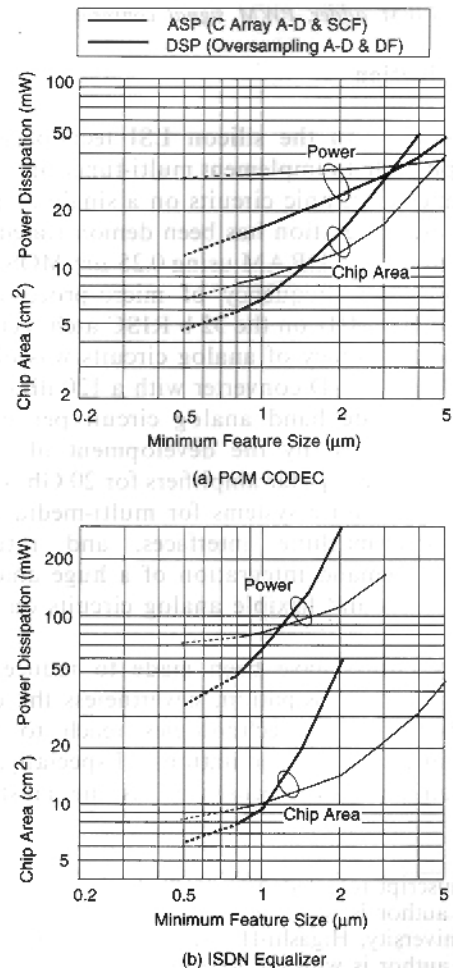 ASP (C Array A-D & SCF)
DSP (Oversampling A-D & DF)
Power Dissipation (mW)
Chip Area (cm²)
100
50
20
10
5
2
Power
Chip Area
0.2 0.5 1 2 5
Minimum Feature Size (μm)
(a) PCM CODEC
Power Dissipation (mW)
Chip Area (cm²)
200
100
50
20
10
5
Power
Chip Area
0.2 0.5 1 2 5
Minimum Feature Size (μm)
(b) ISDN Equalizer